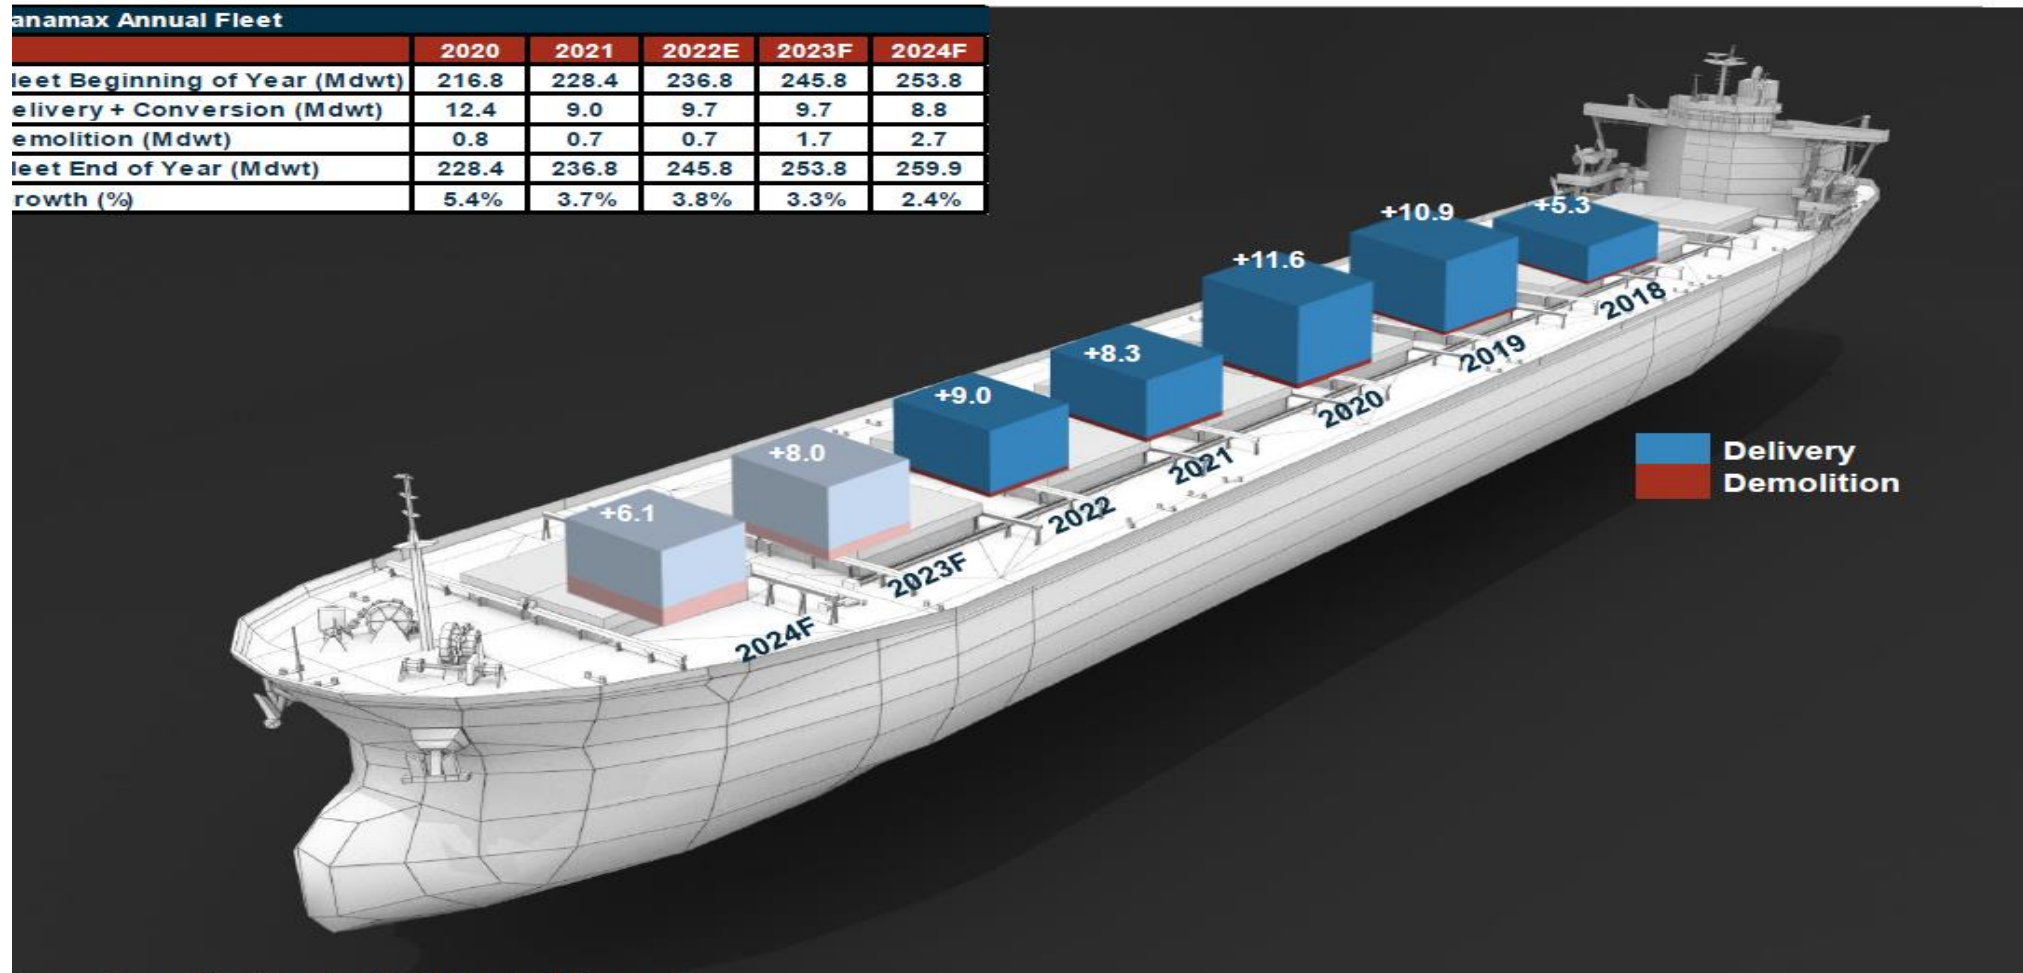 anamax Annual Fleet
2020 2021 2022E 2023F 2024F
leet Beginning of Year (Mdwt) 216.8 228.4 236.8 245.8 253.8
elivery + Conversion (Mdwt) 12.4 9.0 9.7 9.7 8.8
emolition (Mdwt) 0.8 0.7 0.7 1.7 2.7
leet End of Year (Mdwt) 228.4 236.8 245.8 253.8 259.9
rowth (%) 5.4% 3.7% 3.8% 3.3% 2.4%
+5.3
+10.9
+11.6
+8.3
+9.0
+8.0
+6.1
2018
2019
2020
2021
2022
2023F
2024F
Delivery
Demolition